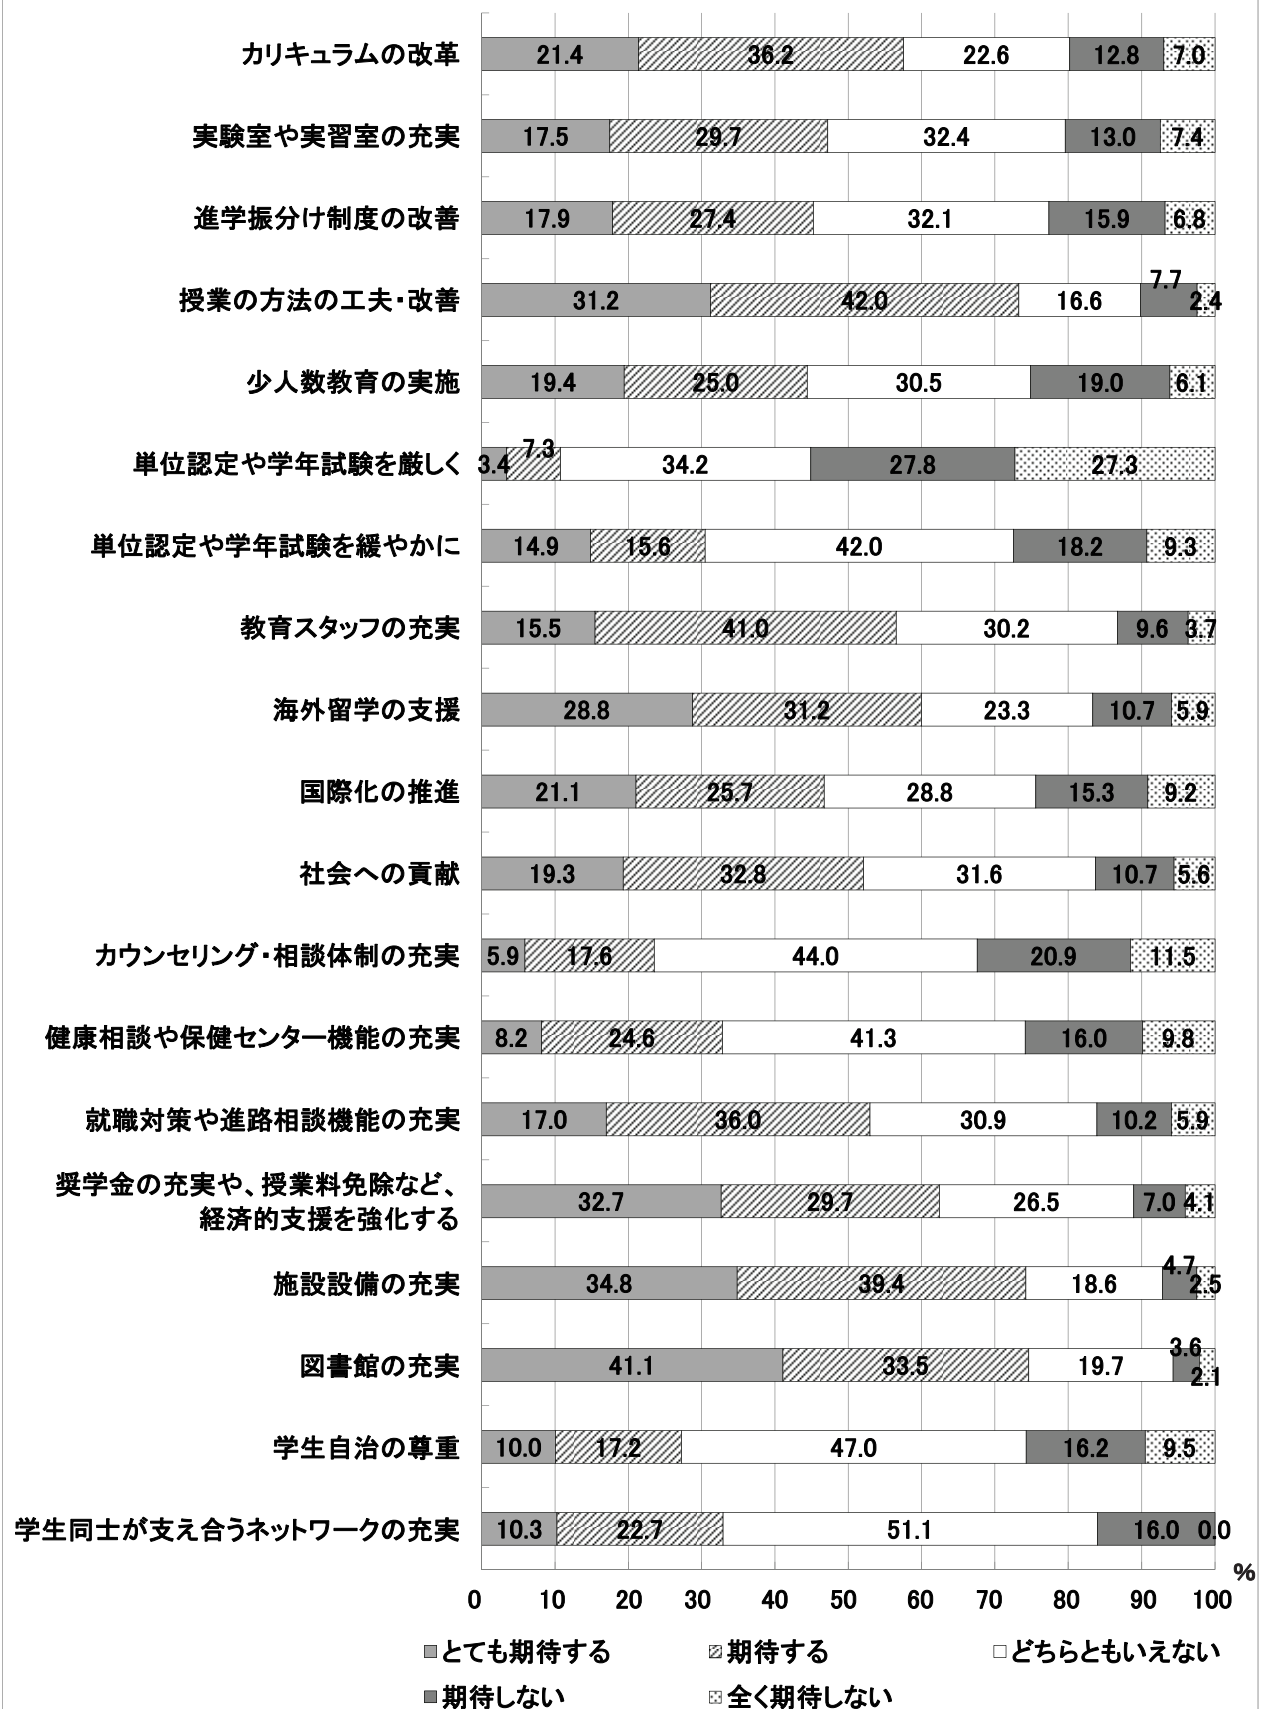 カリキュラムの改革 21.4 36.2 22.6 12.8 7.0
実験室や実習室の充実 17.5 29.7 32.4 13.0 7.4
進学振分け制度の改善 17.9 27.4 32.1 15.9 6.8
授業の方法の工夫・改善 31.2 42.0 16.6 7.7 2.4
少人数教育の実施 19.4 25.0 30.5 19.0 6.1
単位認定や学年試験を厳しく 3.4 7.3 34.2 27.8 27.3
単位認定や学年試験を緩やかに 14.9 15.6 42.0 18.2 9.3
教育スタッフの充実 15.5 41.0 30.2 9.6 3.7
海外留学の支援 28.8 31.2 23.3 10.7 5.9
国際化の推進 21.1 25.7 28.8 15.3 9.2
社会への貢献 19.3 32.8 31.6 10.7 5.6
カウンセリング・相談体制の充実 5.9 17.6 44.0 20.9 11.5
健康相談や保健センター機能の充実 8.2 24.6 41.3 16.0 9.8
就職対策や進路相談機能の充実 17.0 36.0 30.9 10.2 5.9
奨学金の充実や、授業料免除など、
経済的支援を強化する 32.7 29.7 26.5 7.0 4.1
施設設備の充実 34.8 39.4 18.6 4.7 2.5
図書館の充実 41.1 33.5 19.7 3.6 2.1
学生自治の尊重 10.0 17.2 47.0 16.2 9.5
学生同士が支え合うネットワークの充実 10.3 22.7 51.1 16.0 0.0
%
0 10 20 30 40 50 60 70 80 90 100
とても期待する 期待する どちらともいえない
期待しない 全く期待しない